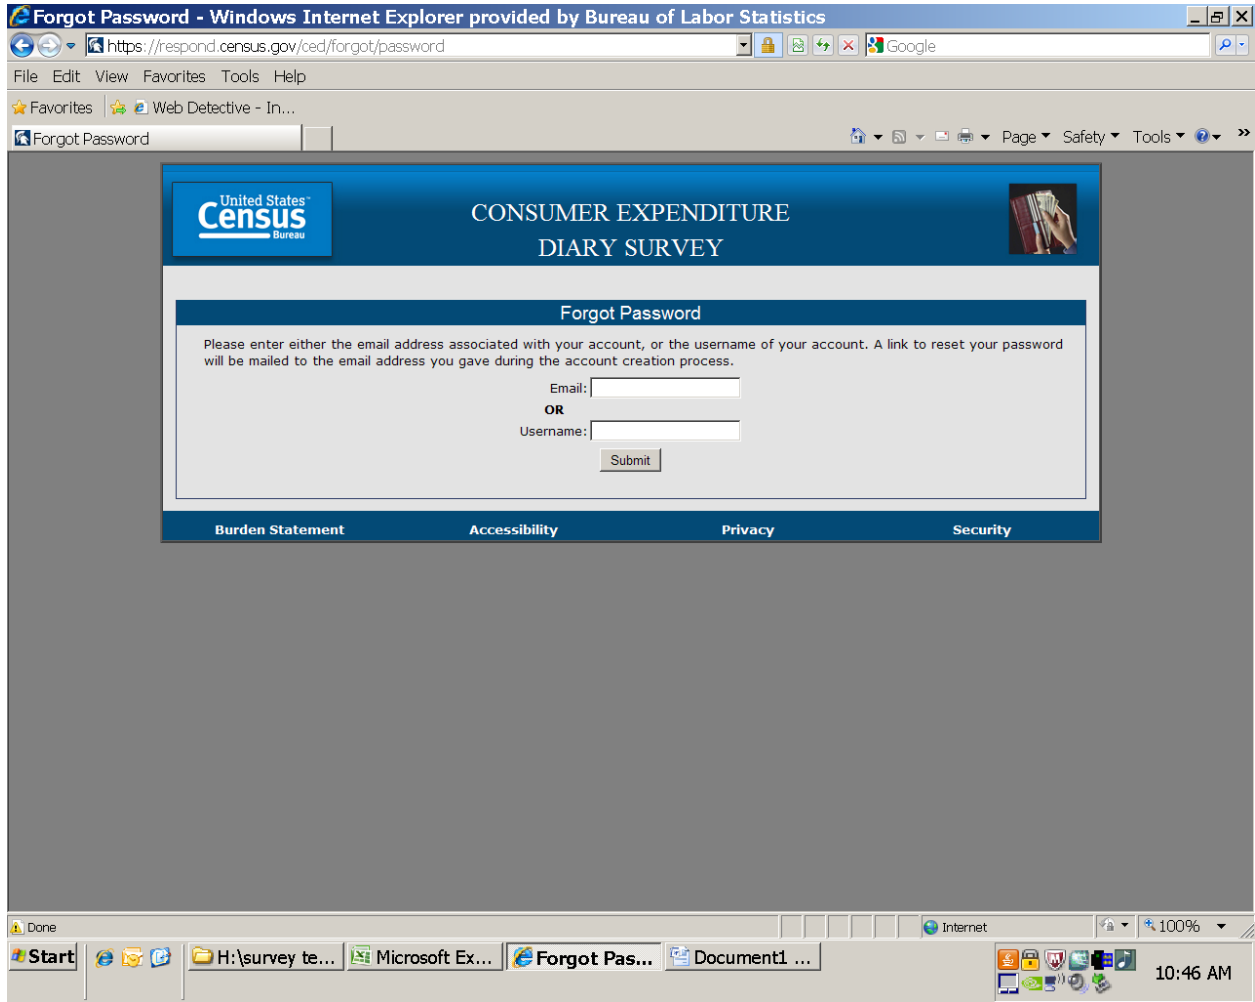 Forgot Password - Windows Internet Explorer provided by Bureau of Labor Statistics
https://respond.census.gov/ced/forgot/password
Google
File Edit View Favorites Tools Help
Favorites Web Detective - In...
Forgot Password
Page Safety Tools »
United States™
Census
Bureau
CONSUMER EXPENDITURE
DIARY SURVEY
Forgot Password
Please enter either the email address associated with your account, or the username of your account. A link to reset your password
will be mailed to the email address you gave during the account creation process.
Email:
OR
Username:
Submit
Burden Statement Accessibility Privacy Security
Done Internet 100%
Start H:\survey te... Microsoft Ex... Forgot Pas... Document1 ... 10:46 AM